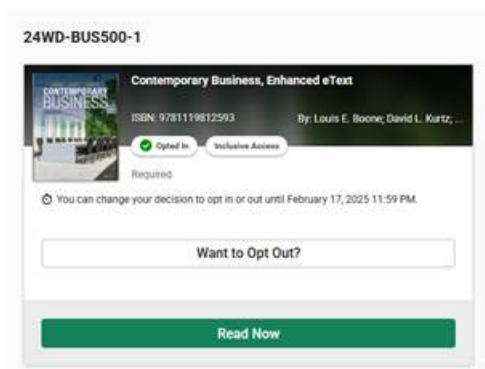 24WD-BUS500-1
CONTEMPORARY
BUSINESS
Contemporary Business, Enhanced eText
ISBN: 9781119812593 By: Louis E. Boone; David L. Kurtz; ...
Opted In Inclusive Access
Required
You can change your decision to opt in or out until February 17, 2025 11:59 PM.
Want to Opt Out?
Read Now